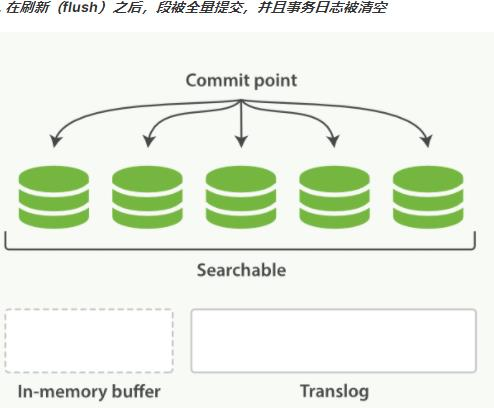 . 在刷新（flush）之后，段被全量提交，并且事务日志被清空
Commit point
Searchable
In-memory buffer
Translog